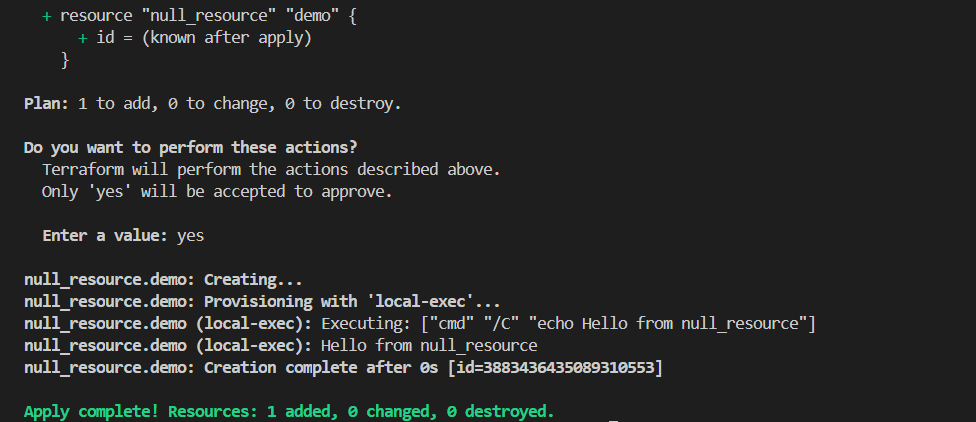 + resource "null_resource" "demo" {
+ id = (known after apply)
}
Plan: 1 to add, 0 to change, 0 to destroy.
Do you want to perform these actions?
Terraform will perform the actions described above.
Only 'yes' will be accepted to approve.
Enter a value: yes
null_resource.demo: Creating...
null_resource.demo: Provisioning with 'local-exec'...
null_resource.demo (local-exec): Executing: ["cmd" "/C" "echo Hello from null_resource"]
null_resource.demo (local-exec): Hello from null_resource
null_resource.demo: Creation complete after 0s [id=3883436435089310553]
Apply complete! Resources: 1 added, 0 changed, 0 destroyed.